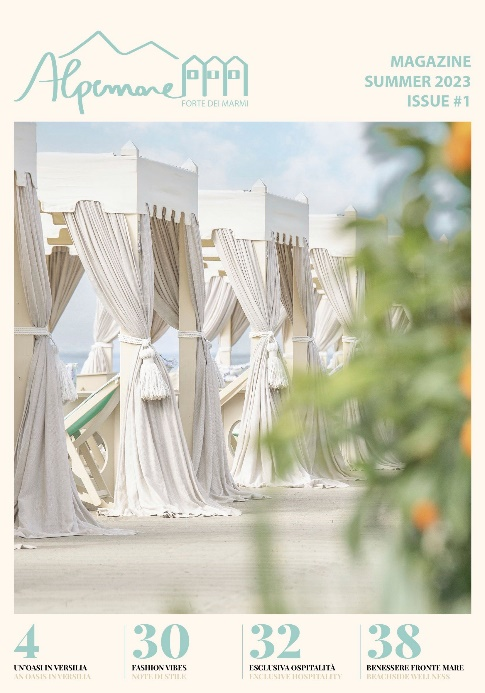 Alpemare
FORTE DEI MARMI
MAGAZINE
SUMMER 2023
ISSUE #1
4
UN'OASI IN VERSILIA
AN OASIS IN VERSILIA
30
FASHION VIBES
NOTE DI STILE
32
ESCLUSIVA OSPITALITÀ
EXCLUSIVE HOSPITALITY
38
BENESSERE FRONTE MARE
BEACHSIDE WELLNESS